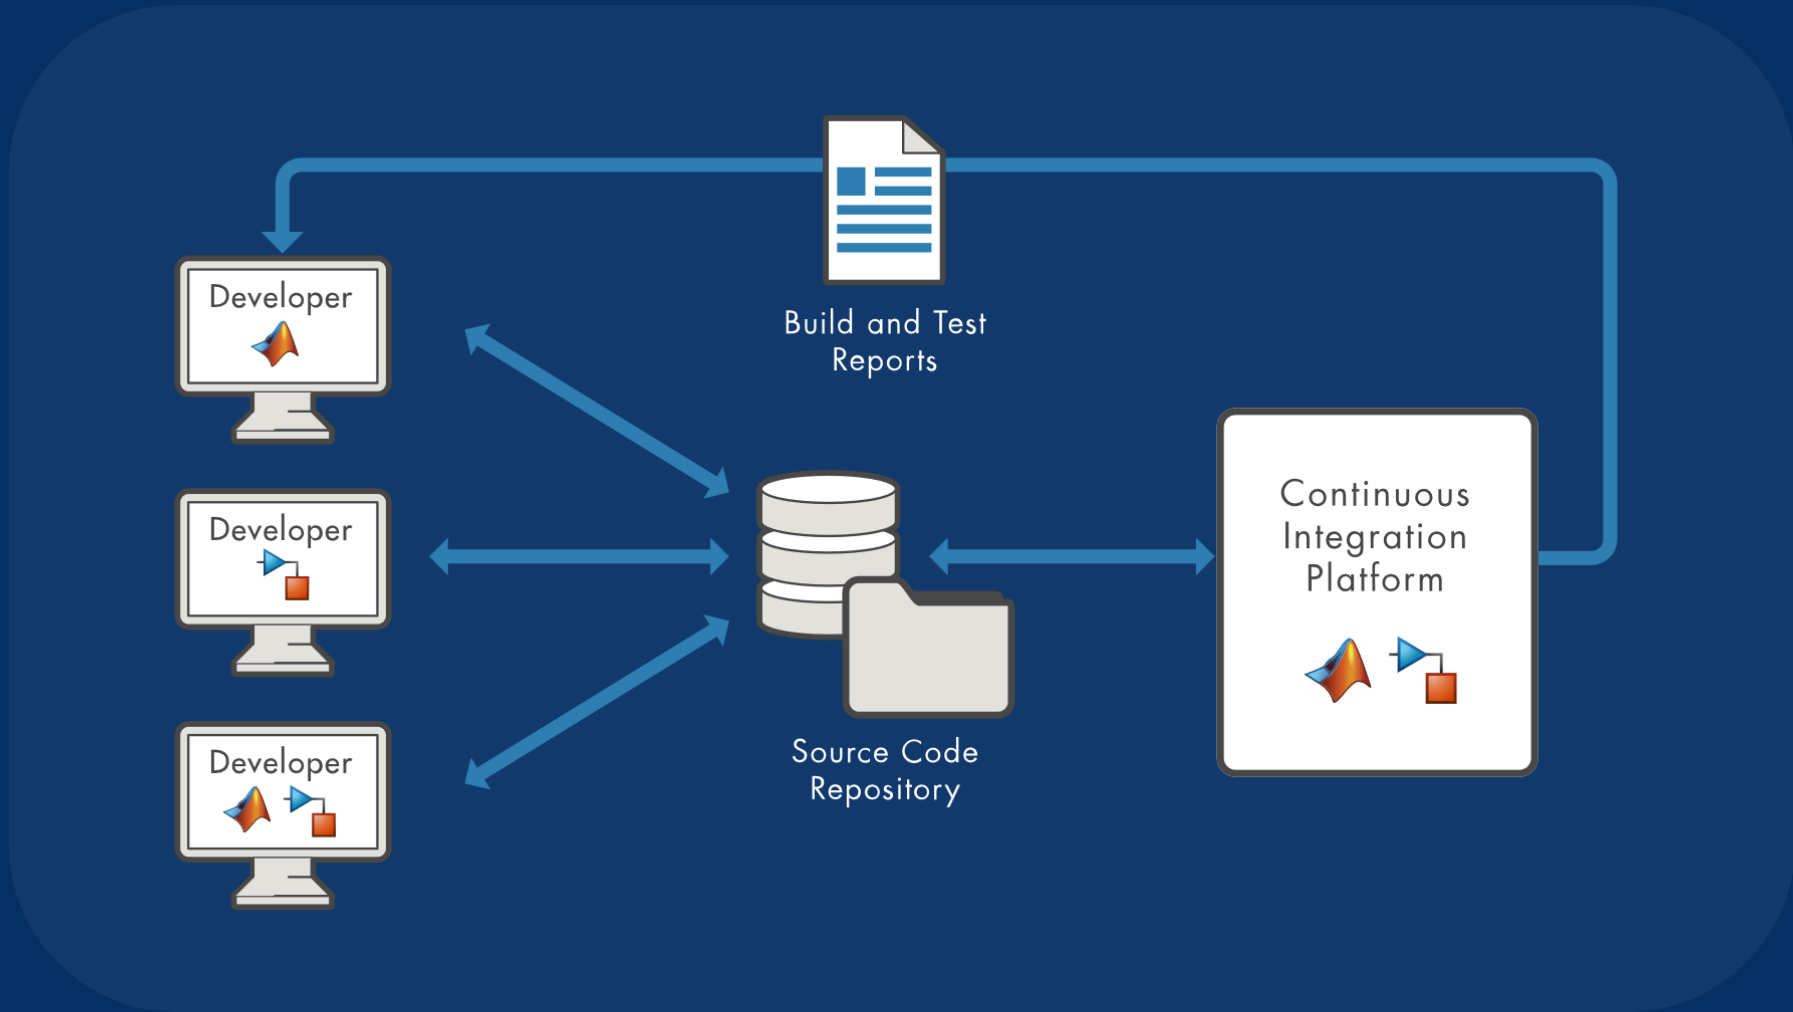 Developer
Build and Test
Reports
Developer
Developer
Source Code
Repository
Continuous
Integration
Platform